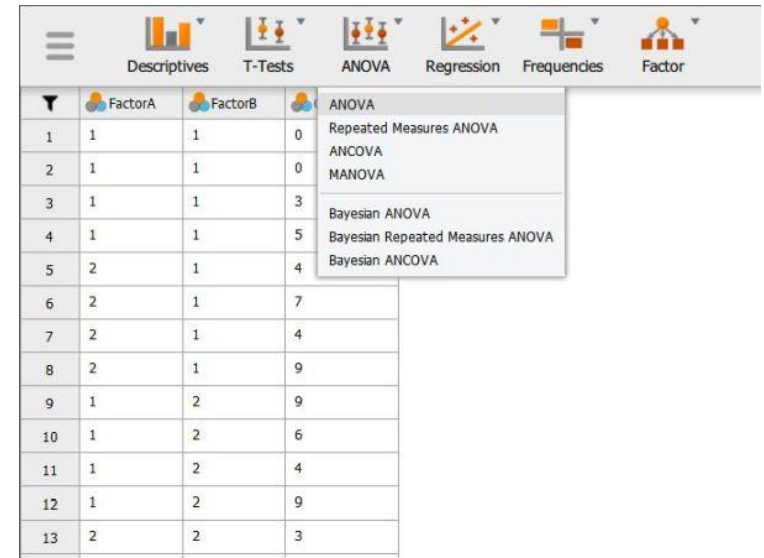 Descriptives T-Tests ANOVA Regression Frequencies Factor
FactorA FactorB
ANOVA
Repeated Measures ANOVA
ANCOVA
MANOVA
Bayesian ANOVA
Bayesian Repeated Measures ANOVA
Bayesian ANCOVA
1 1 1 0
2 1 1 0
3 1 1 3
4 1 1 5
5 2 1 4
6 2 1 7
7 2 1 4
8 2 1 9
9 1 2 9
10 1 2 6
11 1 2 4
12 1 2 9
13 2 2 3